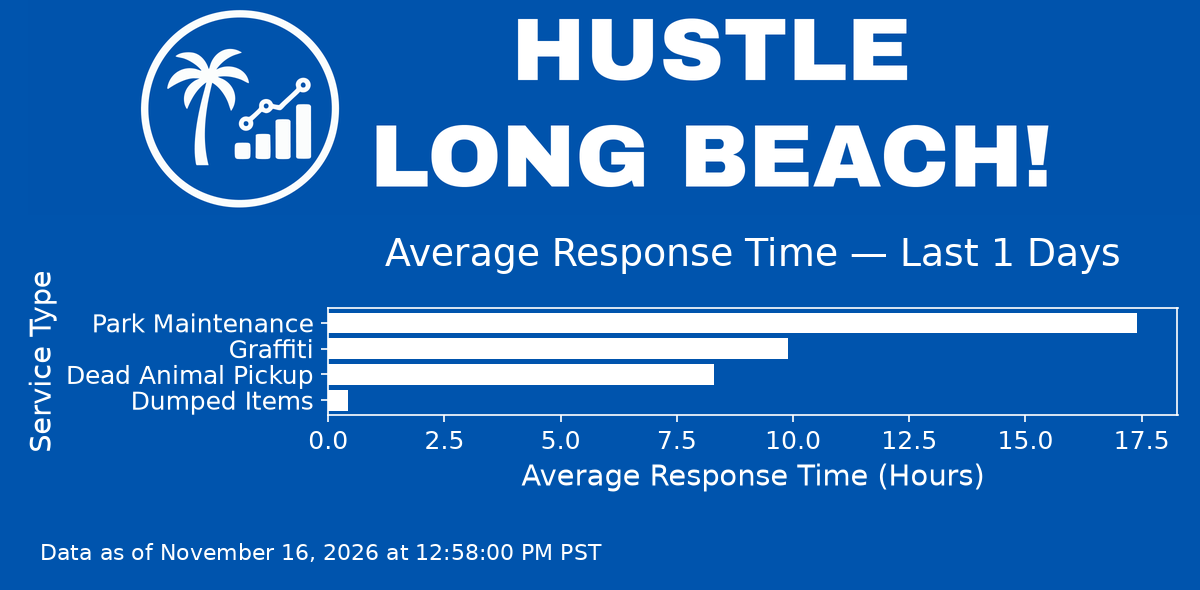 HUSTLE
LONG BEACH!
Average Response Time — Last 1 Days
Service Type
Park Maintenance
Graffiti
Dead Animal Pickup
Dumped Items
0.0 2.5 5.0 7.5 10.0 12.5 15.0 17.5
Average Response Time (Hours)
Data as of November 16, 2026 at 12:58:00 PM PST